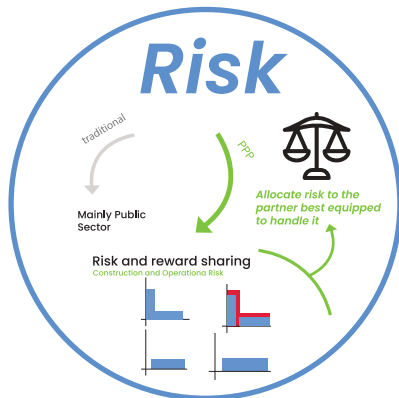 Risk
traditional
PPP
Allocate risk to the
partner best equipped
to handle it
Mainly Public
Sector
Risk and reward sharing
Construction and Operationa Risk